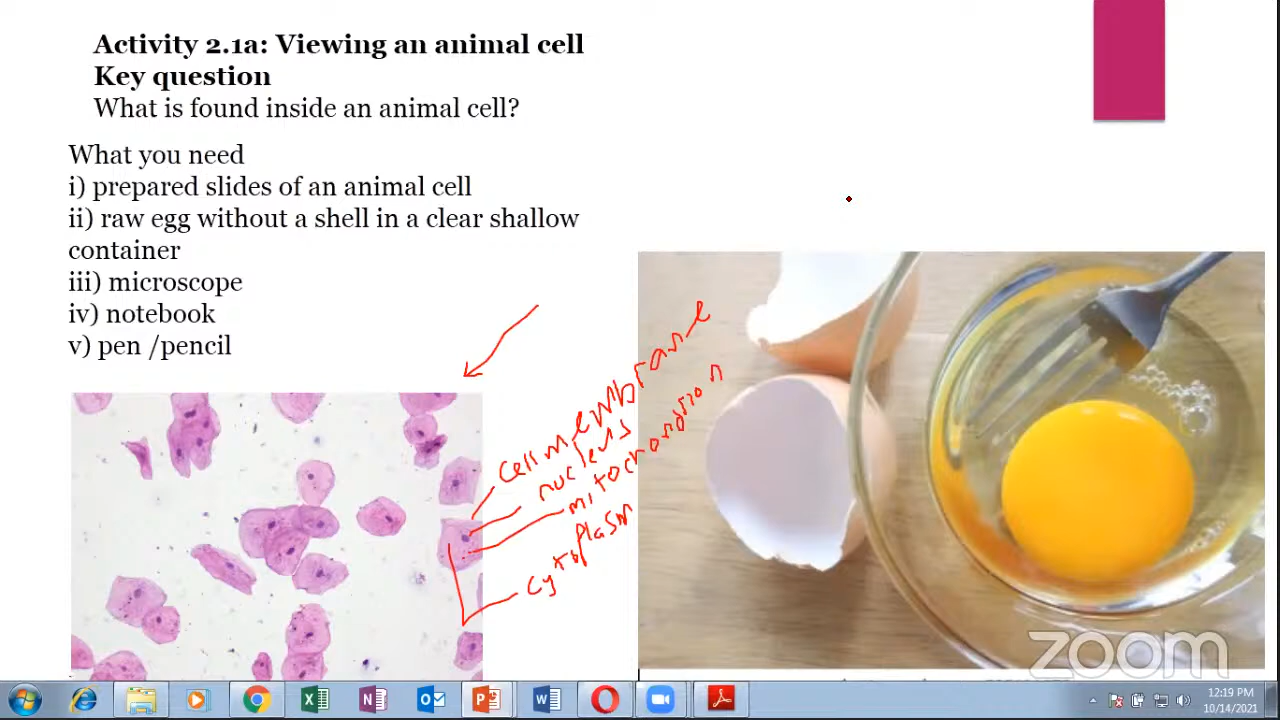 Activity 2.1a: Viewing an animal cell
Key question
What is found inside an animal cell?
What you need
i) prepared slides of an animal cell
ii) raw egg without a shell in a clear shallow
container
iii) microscope
iv) notebook
v) pen /pencil
cell membrane
nucleus
mitochondrion
cytoplasm
zoom
12:19 PM
10/14/2021